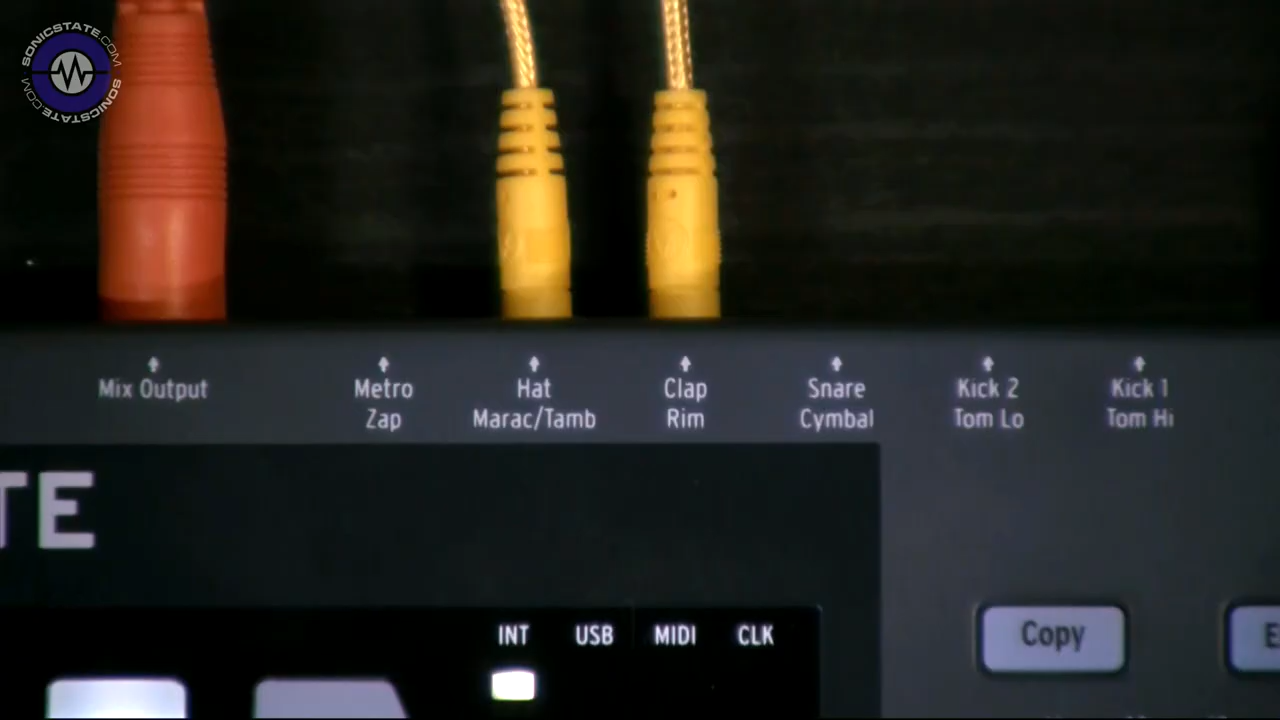 SONICSTATE.COM
SONICSTATE.COM
Mix Output
Metro
Zap
Hat
Marac/Tamb
Clap
Rim
Snare
Cymbal
Kick 2
Tom Lo
Kick 1
Tom Hi
TE
INT USB MIDI CLK
Copy
E